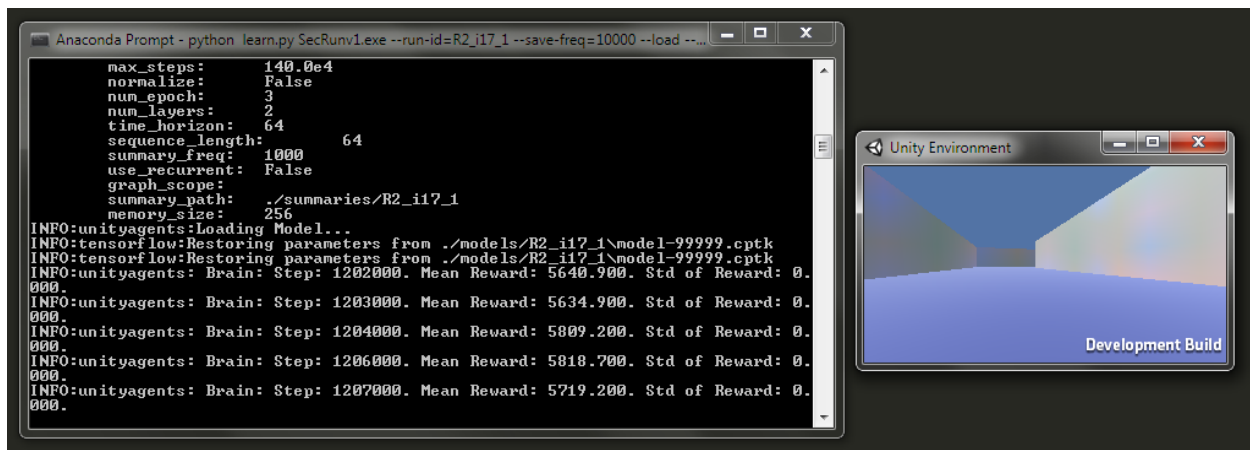 Anaconda Prompt - python learn.py SecRunv1.exe --run-id=R2_i17_1 --save-freq=10000 --load --...
max_steps: 140.0e4
normalize: False
num_epoch: 3
num_layers: 2
time_horizon: 64
sequence_length: 64
summary_freq: 1000
use_recurrent: False
graph_scope:
summary_path: ./summaries/R2_i17_1
memory_size: 256
INFO:unityagents:Loading Model...
INFO:tensorflow:Restoring parameters from ./models/R2_i17_1\model-99999.cptk
INFO:tensorflow:Restoring parameters from ./models/R2_i17_1\model-99999.cptk
INFO:unityagents: Brain: Step: 1202000. Mean Reward: 5640.900. Std of Reward: 0.
000.
INFO:unityagents: Brain: Step: 1203000. Mean Reward: 5634.900. Std of Reward: 0.
000.
INFO:unityagents: Brain: Step: 1204000. Mean Reward: 5809.200. Std of Reward: 0.
000.
INFO:unityagents: Brain: Step: 1206000. Mean Reward: 5818.700. Std of Reward: 0.
000.
INFO:unityagents: Brain: Step: 1207000. Mean Reward: 5719.200. Std of Reward: 0.
000.
Unity Environment
Development Build